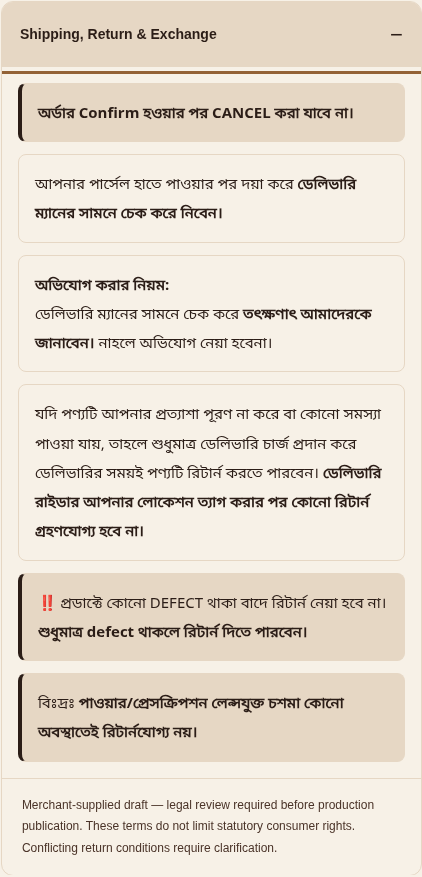 Shipping, Return & Exchange
অর্ডার Confirm হওয়ার পর CANCEL করা যাবে না।
আপনার পার্সেল হাতে পাওয়ার পর দয়া করে ডেলিভারি
ম্যানের সামনে চেক করে নিবেন।
অভিযোগ করার নিয়ম:
ডেলিভারি ম্যানের সামনে চেক করে তৎক্ষণাৎ আমাদেরকে
জানাবেন। নাহলে অভিযোগ নেয়া হবেনা।
যদি পণ্যটি আপনার প্রত্যাশা পূরণ না করে বা কোনো সমস্যা
পাওয়া যায়, তাহলে শুধুমাত্র ডেলিভারি চার্জ প্রদান করে
ডেলিভারির সময়ই পণ্যটি রিটার্ন করতে পারবেন। ডেলিভারি
রাইডার আপনার লোকেশন ত্যাগ করার পর কোনো রিটার্ন
গ্রহণযোগ্য হবে না।
‼️ প্রডাক্টে কোনো DEFECT থাকা বাদে রিটার্ন নেয়া হবে না।
শুধুমাত্র defect থাকলে রিটার্ন দিতে পারবেন।
বিঃদ্রঃ পাওয়ার/প্রেসক্রিপশন লেন্সযুক্ত চশমা কোনো
অবস্থাতেই রিটার্নযোগ্য নয়।
Merchant-supplied draft — legal review required before production
publication. These terms do not limit statutory consumer rights.
Conflicting return conditions require clarification.